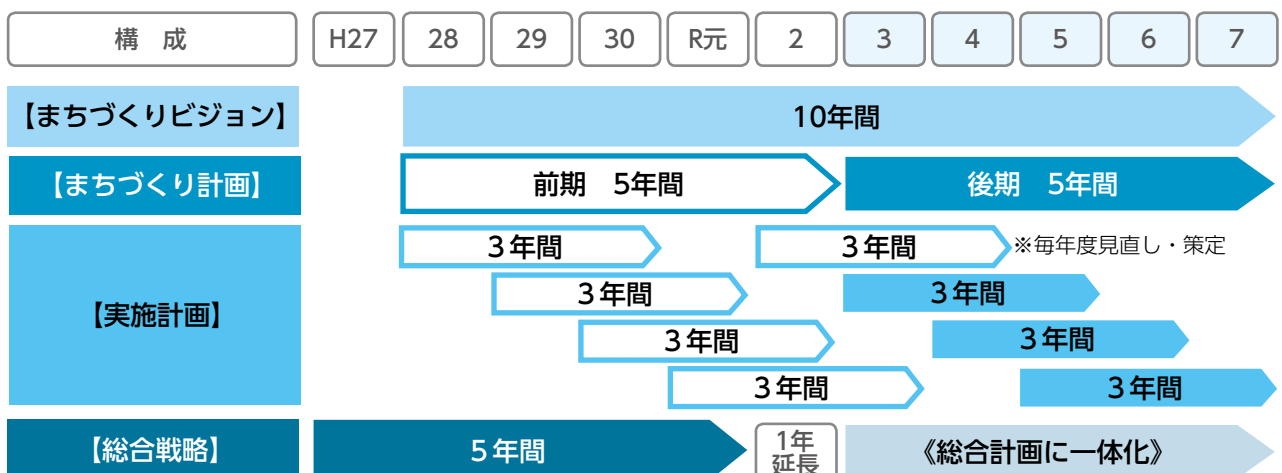 構　成 H27 28 29 30 R元 2 3 4 5 6 7
【まちづくりビジョン】 10年間
【まちづくり計画】 前期　5年間 後期　5年間
【実施計画】
３年間 ３年間 ※毎年度見直し・策定
３年間 ３年間
３年間 ３年間
３年間 ３年間
【総合戦略】 ５年間 1年 《総合計画に一体化》
延長